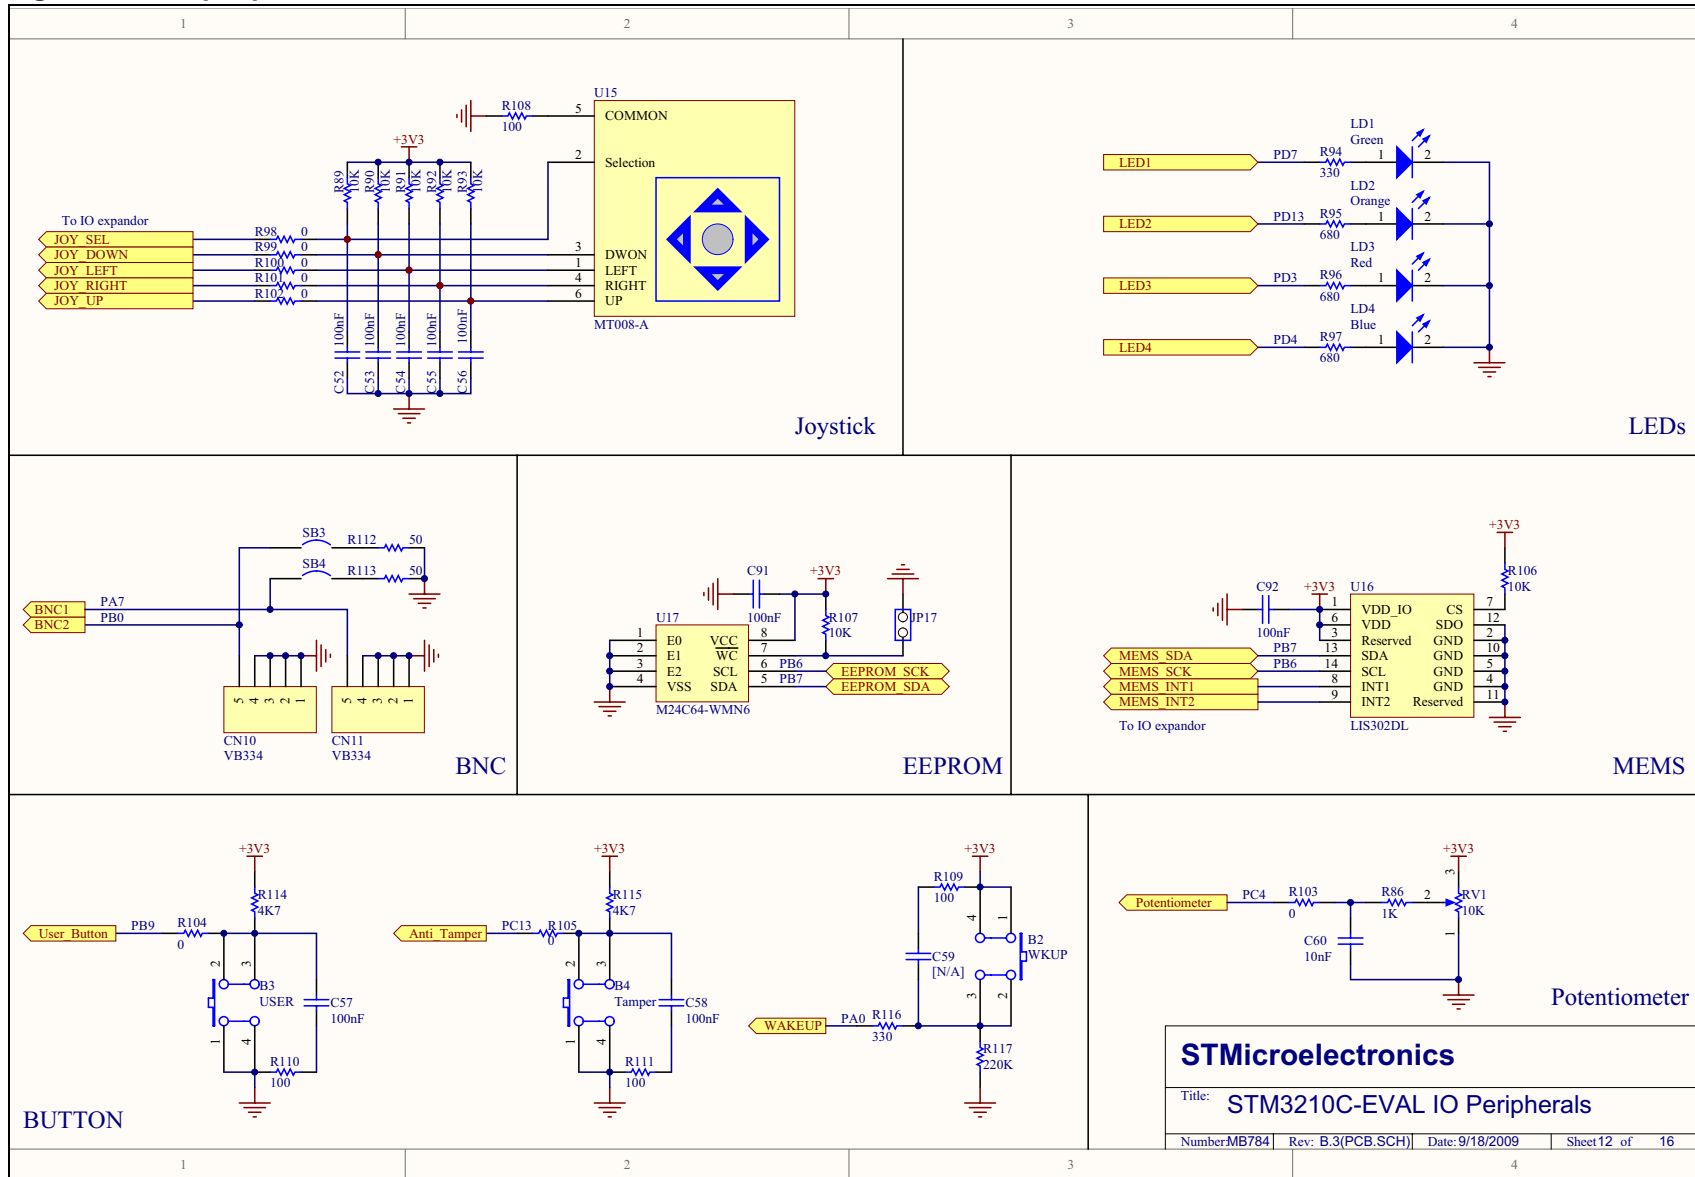 1 2 3 4
U15
R108
100
5 COMMON
2 Selection
+3V3
R89 10K
R90 10K
R91 10K
R92 10K
R93 10K
To IO expandor
JOY_SEL R98 0
JOY_DOWN R99 0 3 DWON
JOY_LEFT R100 0 1 LEFT
JOY_RIGHT R101 0 4 RIGHT
JOY_UP R102 0 6 UP
MT008-A
C52 100nF
C53 100nF
C54 100nF
C55 100nF
C56 100nF
Joystick
LD1
Green
LED1 PD7 R94 1 2
330
LD2
Orange
LED2 PD13 R95 1 2
680
LD3
Red
LED3 PD3 R96 1 2
680
LD4
Blue
LED4 PD4 R97 1 2
680
LEDs
SB3 R112 50
SB4 R113 50
BNC1 PA7
BNC2 PB0
5 4 3 2 1
5 4 3 2 1
CN10
VB334
CN11
VB334
BNC
C91
100nF
+3V3
R107
10K
JP17
U17
1 E0 VCC 8
2 E1 WC 7
3 E2 SCL 6 PB6 EEPROM_SCK
4 VSS SDA 5 PB7 EEPROM_SDA
M24C64-WMN6
EEPROM
+3V3
R106
10K
C92
100nF
+3V3
U16
1 VDD_IO CS 7
6 VDD SDO 12
3 Reserved GND 2
MEMS_SDA PB7 13 SDA GND 10
MEMS_SCK PB6 14 SCL GND 5
MEMS_INT1 8 INT1 GND 4
MEMS_INT2 9 INT2 Reserved 11
To IO expandor
LIS302DL
MEMS
+3V3
R114
4K7
User_Button PB9 R104
0
2 3
B3
USER
C57
100nF
1 4
R110
100
BUTTON
+3V3
R115
4K7
Anti_Tamper PC13 R105
0
2 3
B4
Tamper
C58
100nF
1 4
R111
100
+3V3
R109
100
4 1
B2
WKUP
C59
[N/A]
3 2
WAKEUP PA0 R116
330
R117
220K
+3V3
3
Potentiometer PC4 R103 R86 2 RV1
0 1K 10K
C60
10nF
1
Potentiometer
STMicroelectronics
Title: STM3210C-EVAL IO Peripherals
Number:MB784 Rev: B.3(PCB.SCH) Date:9/18/2009 Sheet12 of 16
1 2 3 4